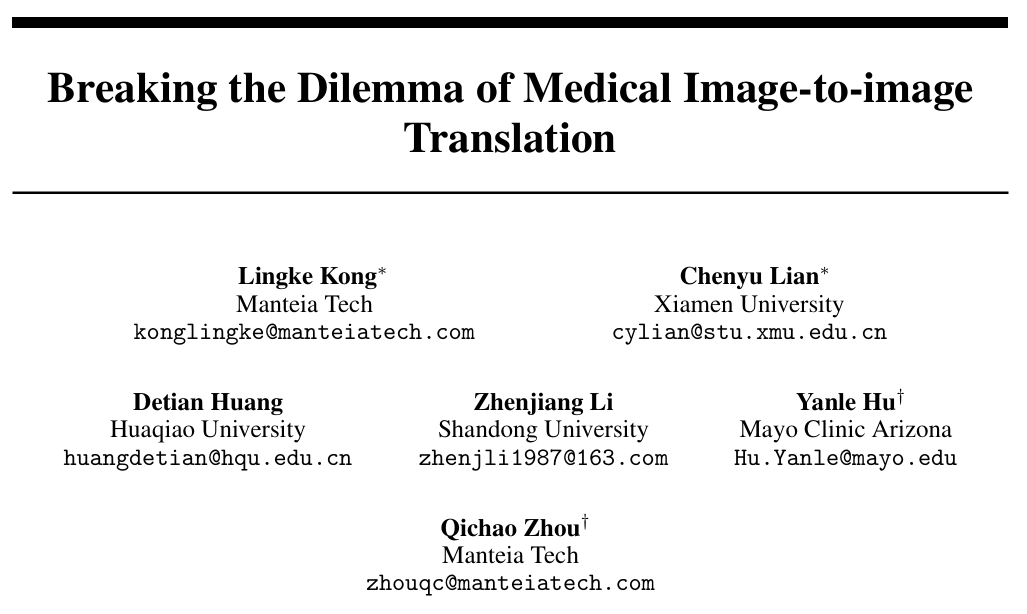 Breaking the Dilemma of Medical Image-to-image
Translation
Lingke Kong*
Manteia Tech
konglingke@manteiatech.com
Chenyu Lian*
Xiamen University
cylian@stu.xmu.edu.cn
Detian Huang
Huaqiao University
huangdetian@hqu.edu.cn
Zhenjiang Li
Shandong University
zhenjli1987@163.com
Yanle Hu†
Mayo Clinic Arizona
Hu.Yanle@mayo.edu
Qichao Zhou†
Manteia Tech
zhouqc@manteiatech.com